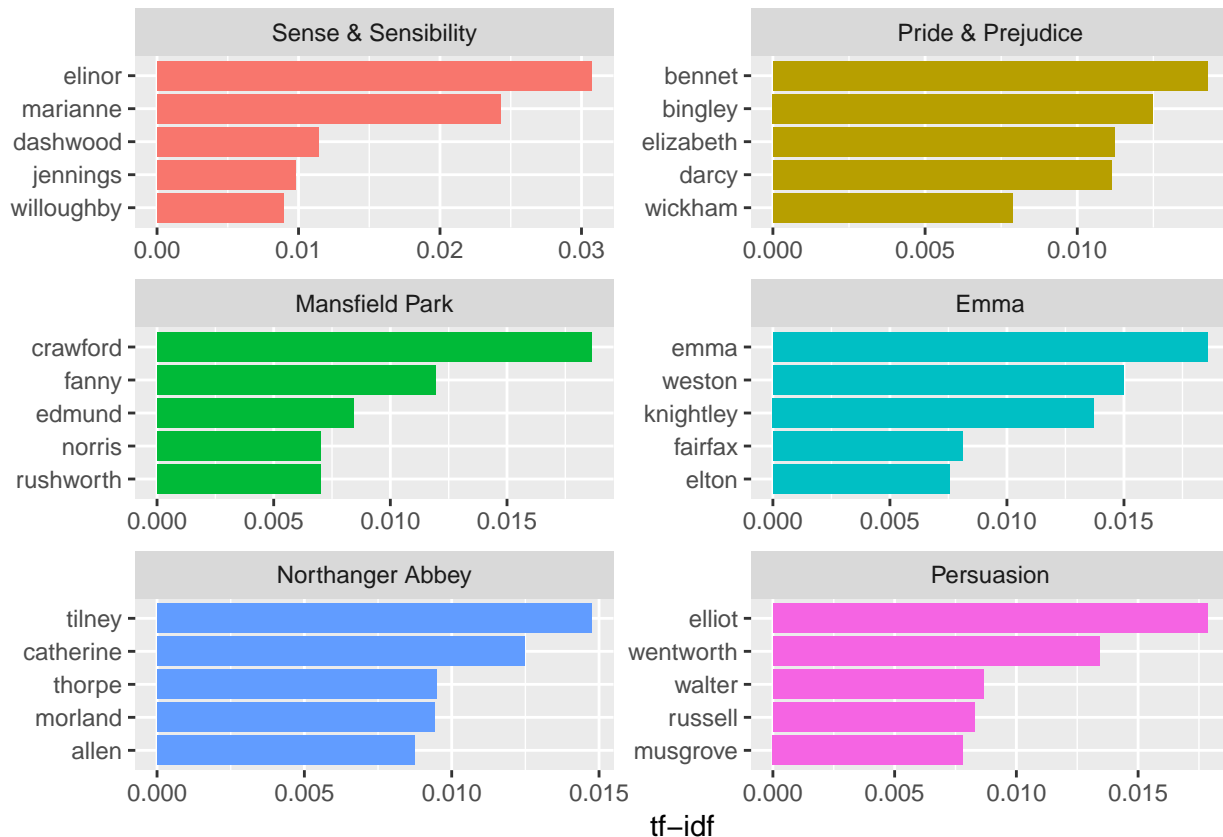 Sense & Sensibility
elinor
marianne
dashwood
jennings
willoughby
0.00 0.01 0.02 0.03
Pride & Prejudice
bennet
bingley
elizabeth
darcy
wickham
0.000 0.005 0.010
Mansfield Park
crawford
fanny
edmund
norris
rushworth
0.000 0.005 0.010 0.015
Emma
emma
weston
knightley
fairfax
elton
0.000 0.005 0.010 0.015
Northanger Abbey
tilney
catherine
thorpe
morland
allen
0.000 0.005 0.010 0.015
Persuasion
elliot
wentworth
walter
russell
musgrove
0.000 0.005 0.010 0.015
tf−idf